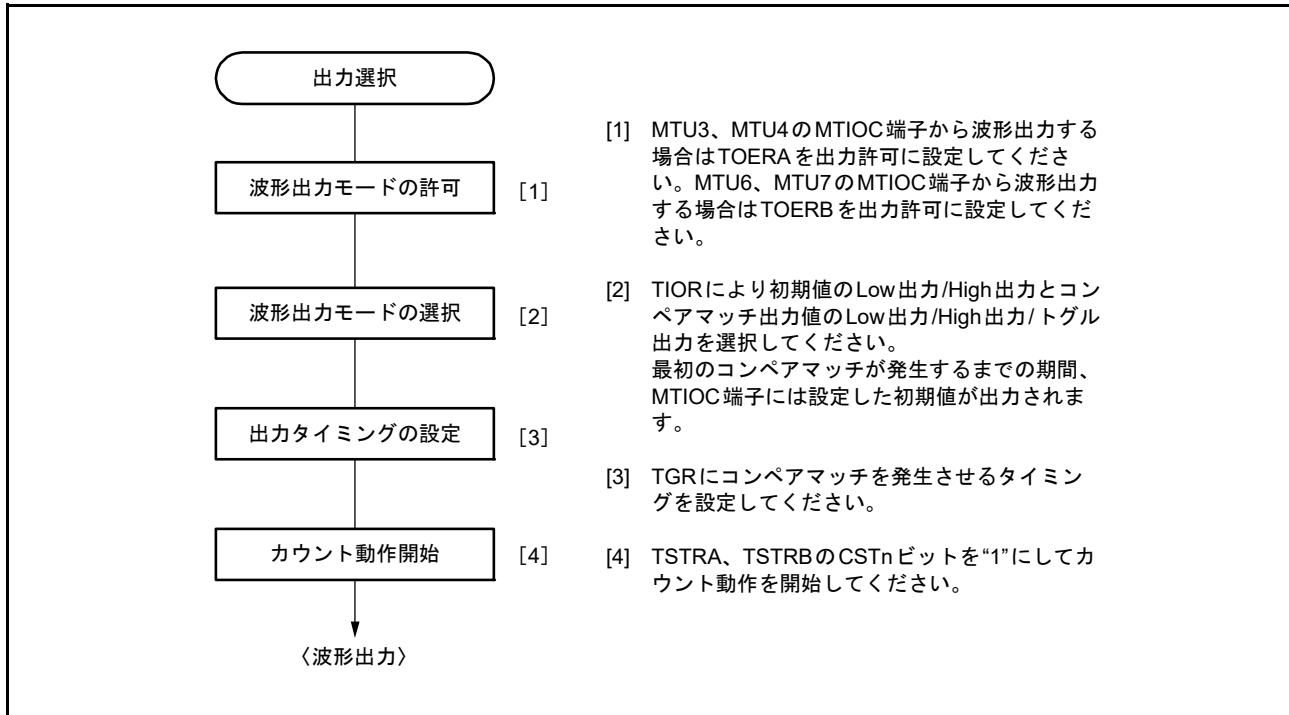 出力選択
波形出力モードの許可 [1]
波形出力モードの選択 [2]
出力タイミングの設定 [3]
カウント動作開始 [4]
〈波形出力〉
[1] MTU3、MTU4のMTIOC端子から波形出力する
場合はTOERAを出力許可に設定してくださ
い。MTU6、MTU7のMTIOC端子から波形出力
する場合はTOERBを出力許可に設定してくだ
さい。
[2] TIORにより初期値のLow出力/High出力とコン
ペアマッチ出力値のLow出力/High出力/トグル
出力を選択してください。
最初のコンペアマッチが発生するまでの期間、
MTIOC端子には設定した初期値が出力されま
す。
[3] TGRにコンペアマッチを発生させるタイミン
グを設定してください。
[4] TSTRA、TSTRBのCSTnビットを“1”にしてカ
ウント動作を開始してください。